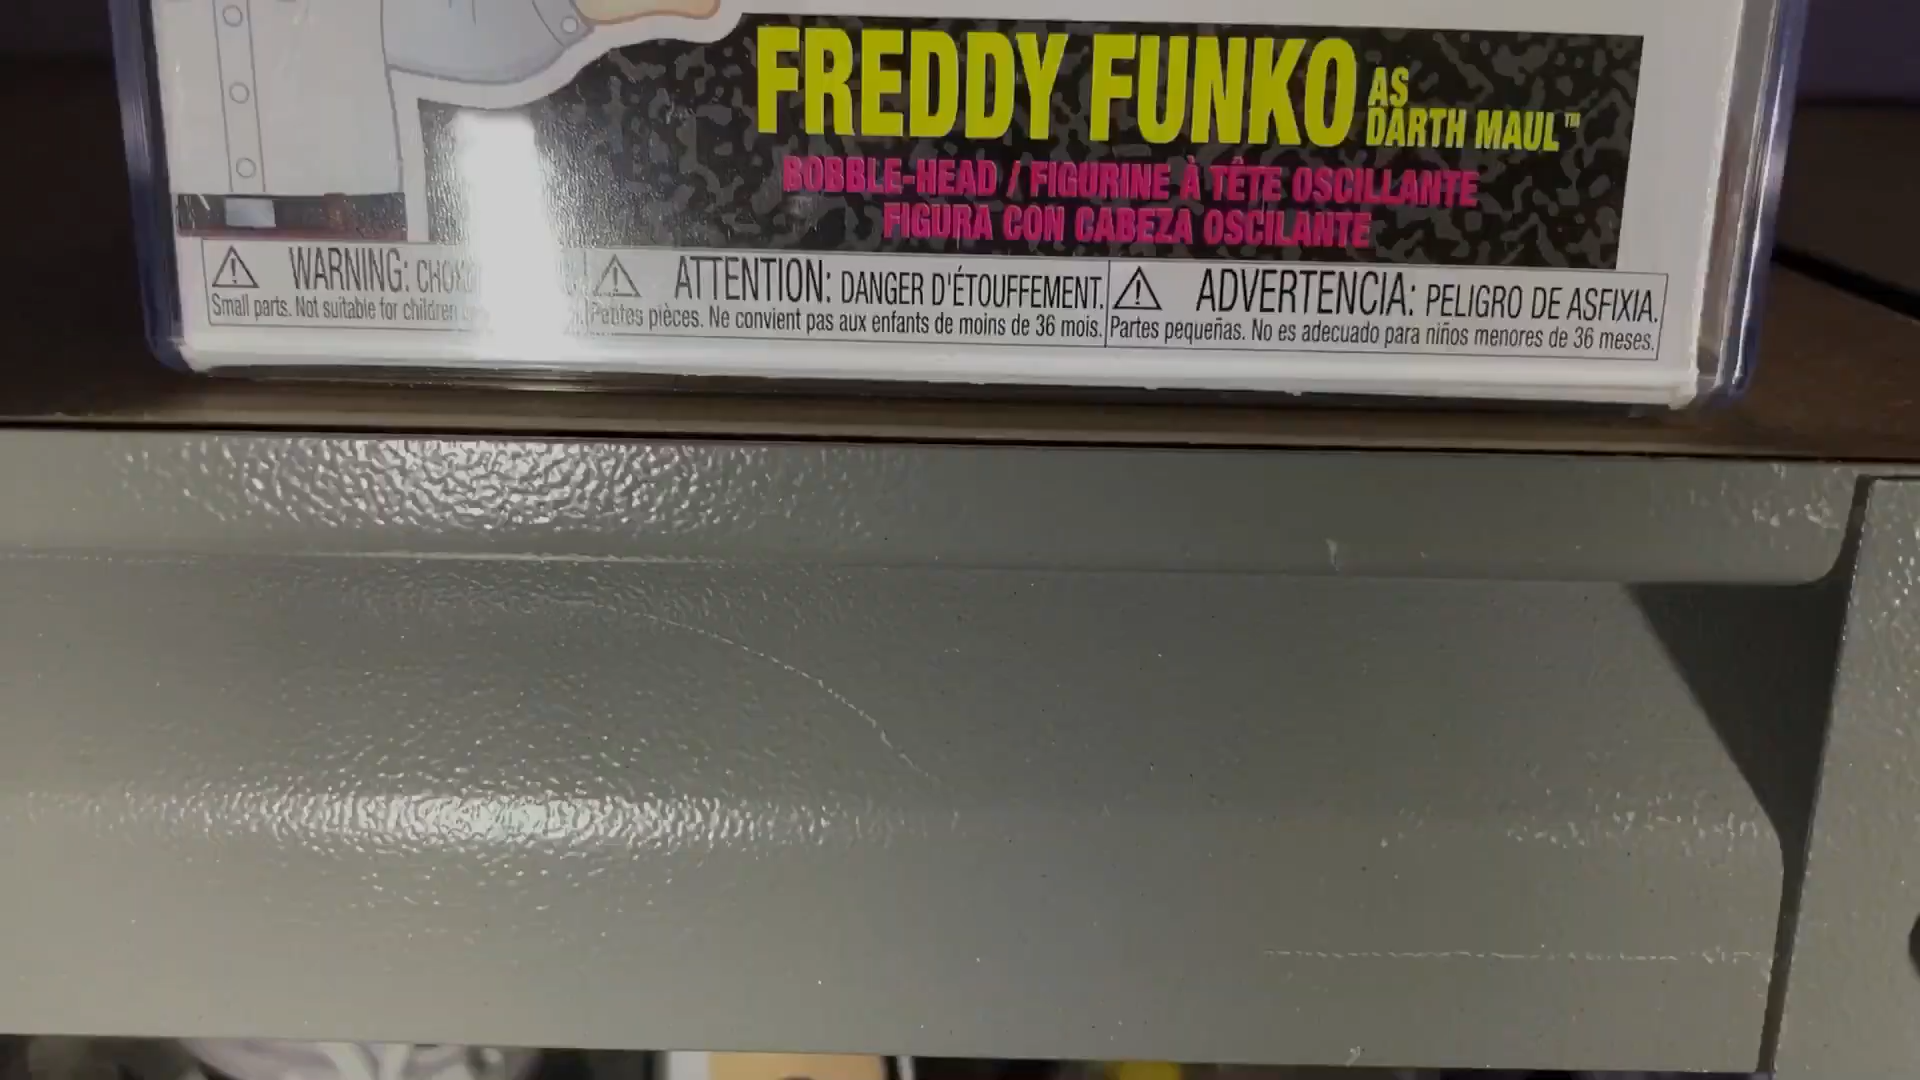 FREDDY FUNKO AS
DARTH MAUL™
BOBBLE-HEAD / FIGURINE À TÊTE OSCILLANTE
FIGURA CON CABEZA OSCILANTE
WARNING:
Small parts. Not suitable for children
ATTENTION: DANGER D'ÉTOUFFEMENT.
Petites pièces. Ne convient pas aux enfants de moins de 36 mois.
ADVERTENCIA: PELIGRO DE ASFIXIA.
Partes pequeñas. No es adecuado para niños menores de 36 meses.